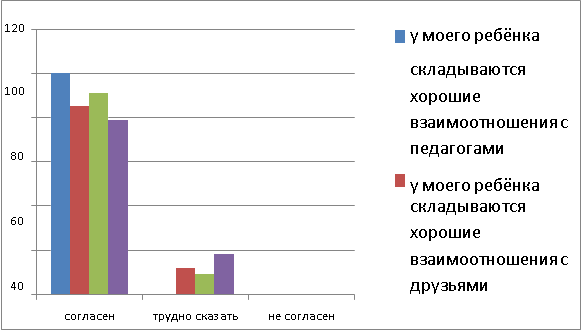 120
100
80
60
40
согласен трудно сказать не согласен
у моего ребёнка
складываются
хорошие
взаимоотношения с
педагогами
у моего ребёнка
складываются
хорошие
взаимоотношения с
друзьями